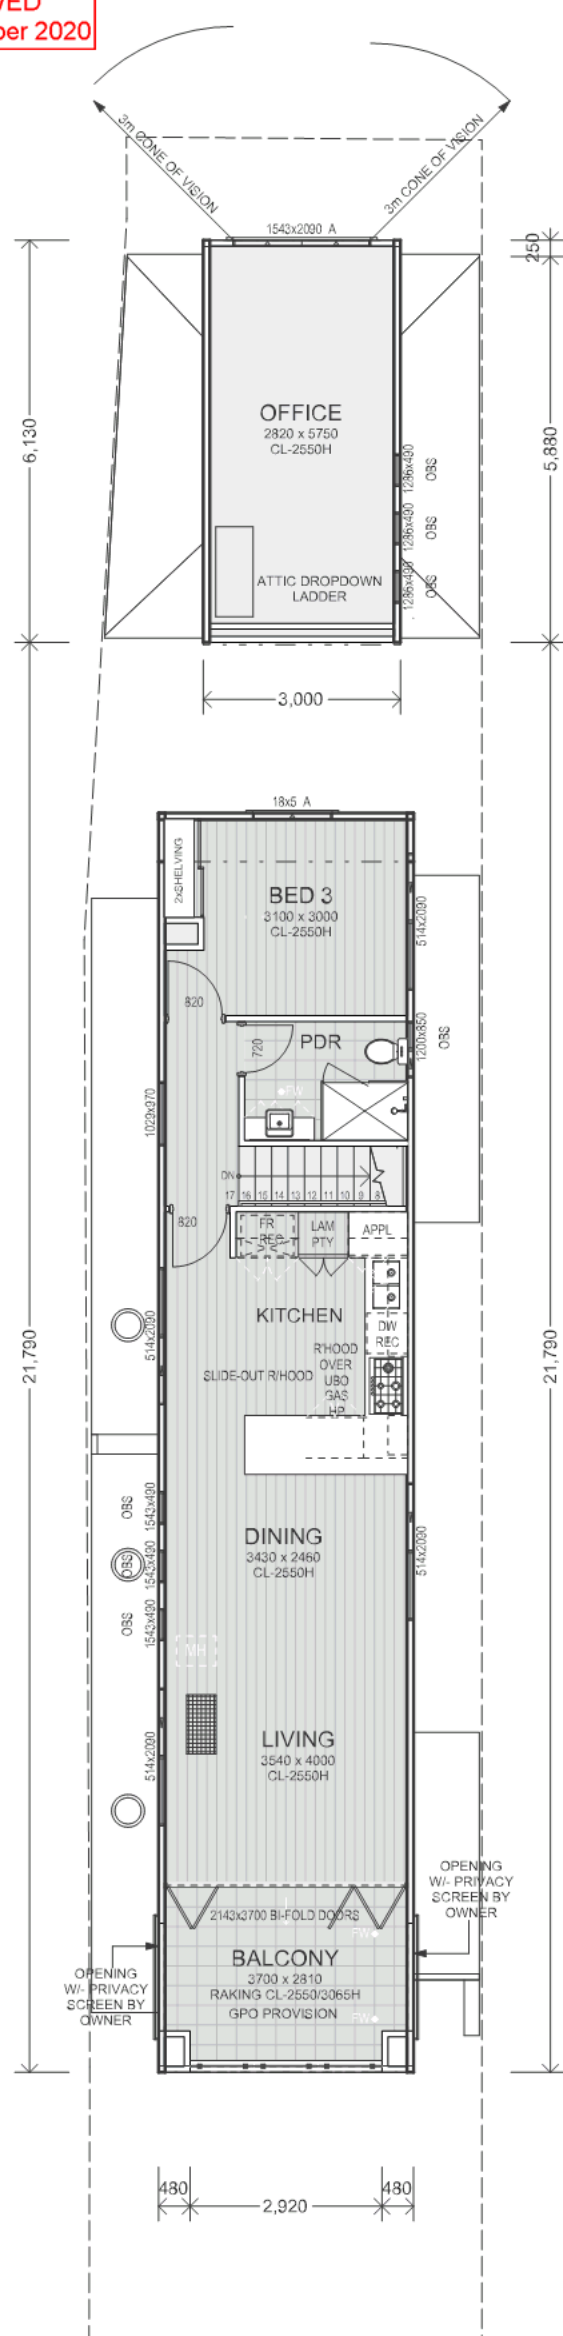 ber 2020
3m CONE OF VISION
3m CONE OF VISION
1543x2090 A
250
6,130
5,880
OFFICE
2820 x 5750
CL-2550H
1286x490
OBS
1286x490
OBS
1286x490
OBS
ATTIC DROPDOWN
LADDER
3,000
18x5 A
2xSHELVING
BED 3
3100 x 3000
CL-2550H
514x2090
820
PDR
720
1200x850
OBS
FW
1029x970
DN
17 16 15 14 13 12 11 10 9 8
820
FR
REC
LAM
PTY
APPL
KITCHEN
514x2090
DW
REC
R'HOOD
OVER
UBO
GAS
HP
SLIDE-OUT R/HOOD
21,790
21,790
OBS
1543x490
OBS
1543x490
OBS
1543x490
DINING
3430 x 2460
CL-2550H
514x2090
MH
LIVING
3540 x 4000
CL-2550H
514x2090
OPENING
W/- PRIVACY
SCREEN BY
OWNER
2143x3700 BI-FOLD DOORS
FW
BALCONY
3700 x 2810
RAKING CL-2550/3065H
GPO PROVISION
FW
OPENING
W/- PRIVACY
SCREEN BY
OWNER
480
2,920
480